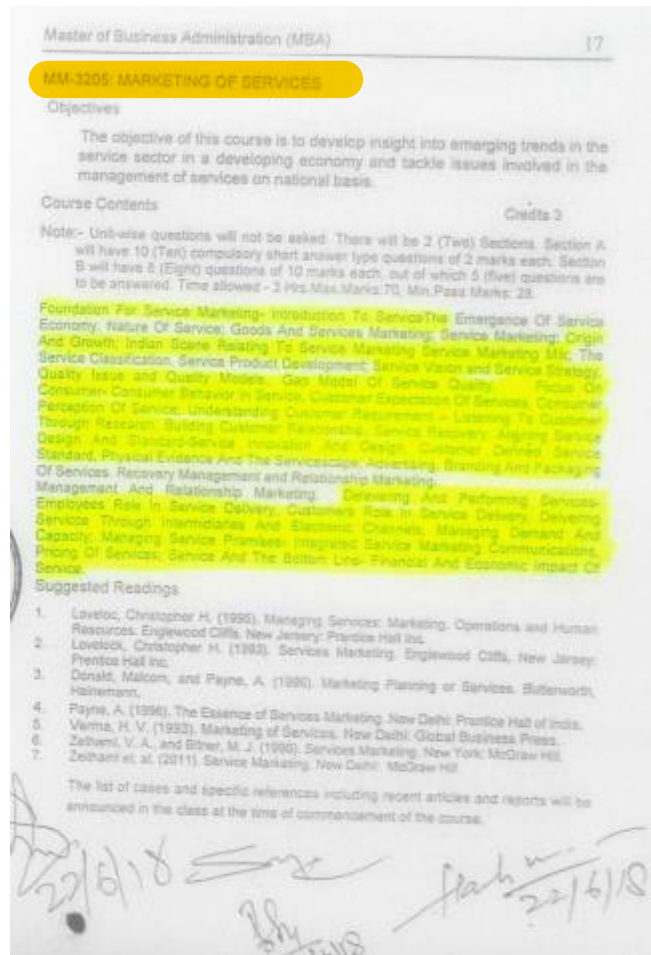 Master of Business Administration (MBA) 17
MM-3205: MARKETING OF SERVICES
Objectives
The objective of this course is to develop insight into emerging trends in the
service sector in a developing economy and tackle issues involved in the
management of services on national basis.
Course Contents
Credits 3
Note:- Unit-wise questions will not be asked. There will be 2 (Two) Sections. Section A
will have 10 (Ten) compulsory short answer type questions of 2 marks each. Section
B will have 8 (Eight) questions of 10 marks each, out of which 5 (five) questions are
to be answered. Time allowed - 3 Hrs.Max.Marks:70, Min.Pass Marks: 28.
Foundation For Service Marketing- Introduction To ServiceThe Emergence Of Service
Economy, Nature Of Service; Goods And Services Marketing; Service Marketing: Origin
And Growth; Indian Scene Relating To Service Marketing Service Marketing Mix; The
Service Classification, Service Product Development; Service Vision and Service Strategy,
Quality Issue and Quality Models, Gap Model Of Service Quality. Focus On
Consumer- Consumer Behavior in Service, Customer Expectation Of Services, Consumer
Perception Of Service; Understanding Customer Requirement – Listening To Customer
Through Research, Building Customer Relationship, Service Recovery; Aligning Service
Design And Standard-Service Innovation And Design, Customer Defined Service
Standard, Physical Evidence And The Servicescape, Advertising, Branding And Packaging
Of Services. Recovery Management and Relationship Marketing.
Management And Relationship Marketing. Delevering And Performing Services-
Employees Role In Service Delivery, Customers Role In Service Delivery, Delivering
Services Through Intermidiaries And Electronic Channels, Managing Demand And
Capacity; Managing Service Promises- Integrated Service Marketing Communications,
Pricing Of Services; Service And The Bottom Line- Financial And Economic Impact Of
Service.
Suggested Readings
1. Loveloc, Christopher H. (1995). Managing Services: Marketing, Operations and Human
Resources. Englewood Cliffs, New Jersery: Prentice Hall Inc.
2. Lovelock, Christopher H. (1993). Services Marketing. Englewood Cliffs, New Jersey:
Prentice Hall Inc.
3. Donald, Malcom, and Payne, A. (1996). Marketing Planning or Services. Butterworth,
Heinemann.
4. Payne, A. (1996). The Essence of Services Marketing. New Delhi: Prentice Hall of India.
5. Verma, H. V. (1993). Marketing of Services. New Delhi: Global Business Press.
6. Zeithaml, V. A., and Bitner, M. J. (1996). Services Marketing. New York: McGraw Hill.
7. Zeithaml et. al. (2011). Service Marketing. New Delhi: McGraw Hill
The list of cases and specific references including recent articles and reports will be
announced in the class at the time of commencement of the course.
22/6/18
22/6/18